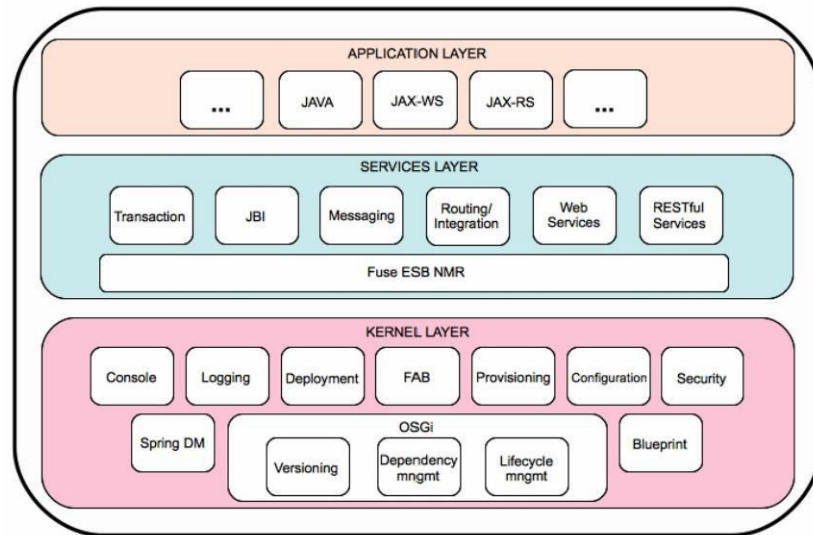 APPLICATION LAYER
...
JAVA
JAX-WS
JAX-RS
...
SERVICES LAYER
Transaction
JBI
Messaging
Routing/
Integration
Web
Services
RESTful
Services
Fuse ESB NMR
KERNEL LAYER
Console
Logging
Deployment
FAB
Provisioning
Configuration
Security
Spring DM
OSGi
Versioning
Dependency
mngmt
Lifecycle
mngmt
Blueprint